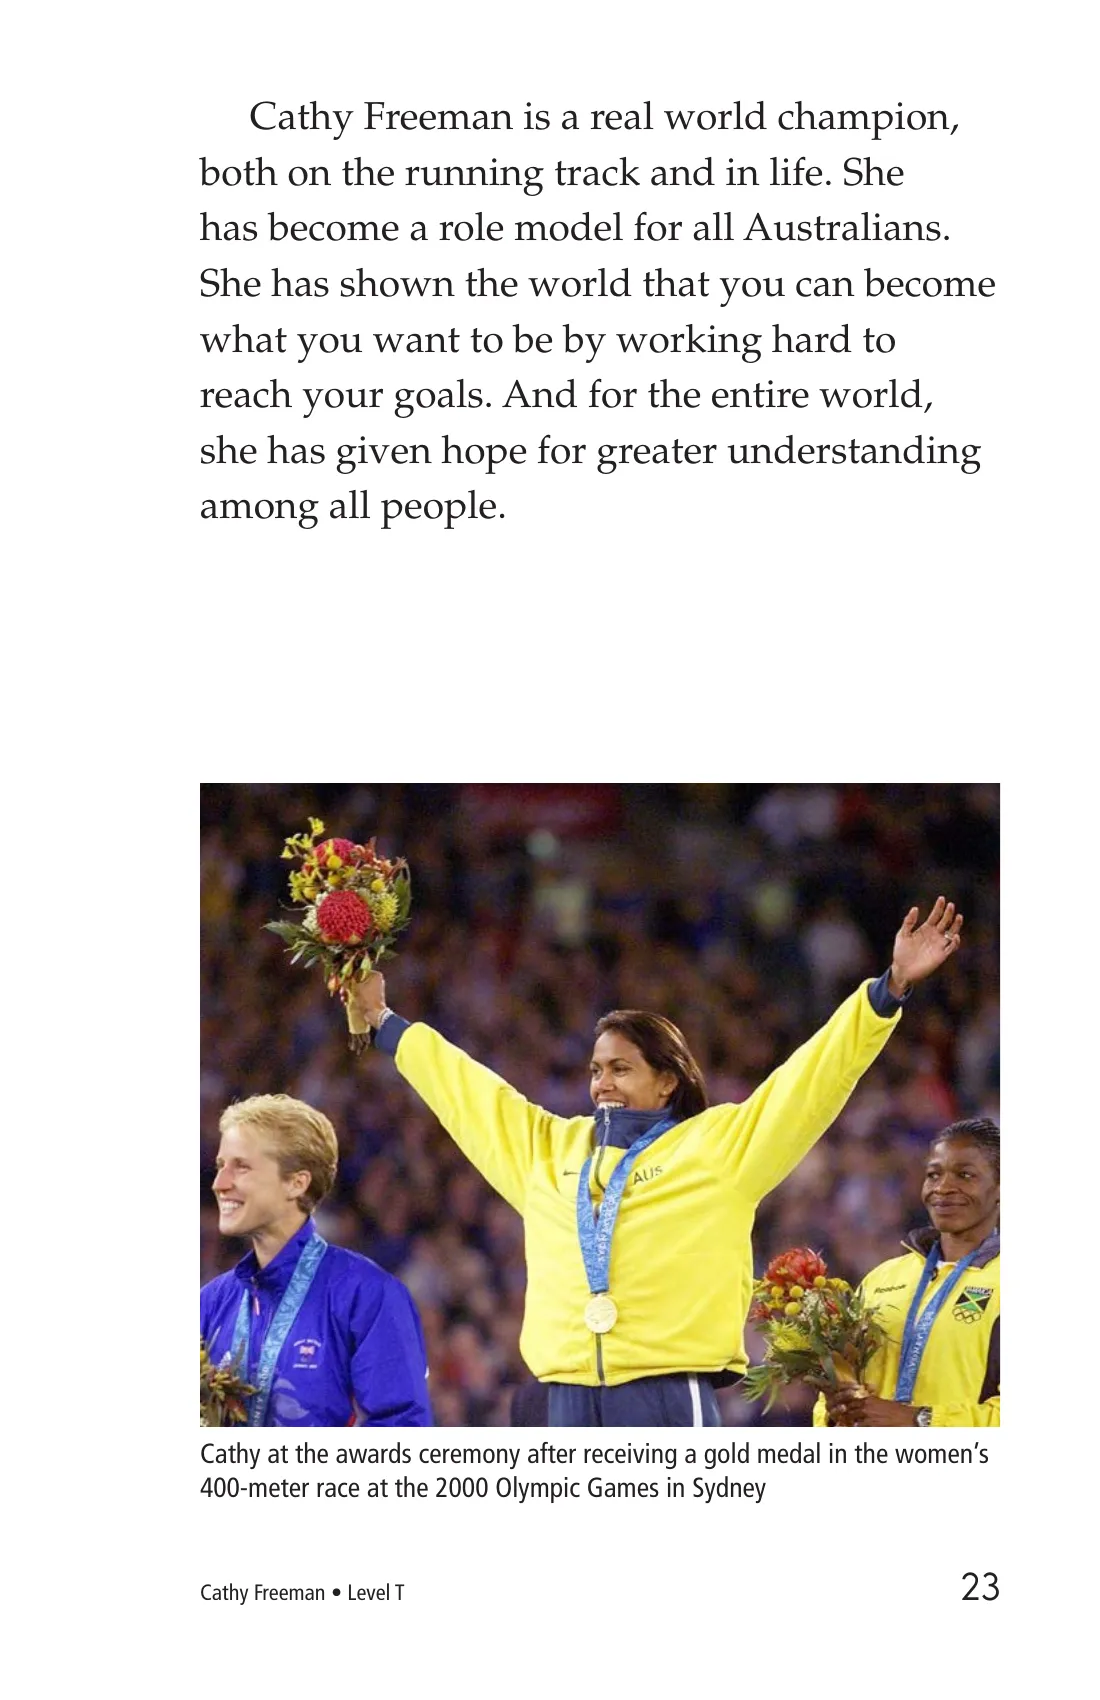 Cathy Freeman is a real world champion,
both on the running track and in life. She
has become a role model for all Australians.
She has shown the world that you can become
what you want to be by working hard to
reach your goals. And for the entire world,
she has given hope for greater understanding
among all people.
AUS
Reebok
JAMAICA
Cathy at the awards ceremony after receiving a gold medal in the women’s
400-meter race at the 2000 Olympic Games in Sydney
Cathy Freeman • Level T
23